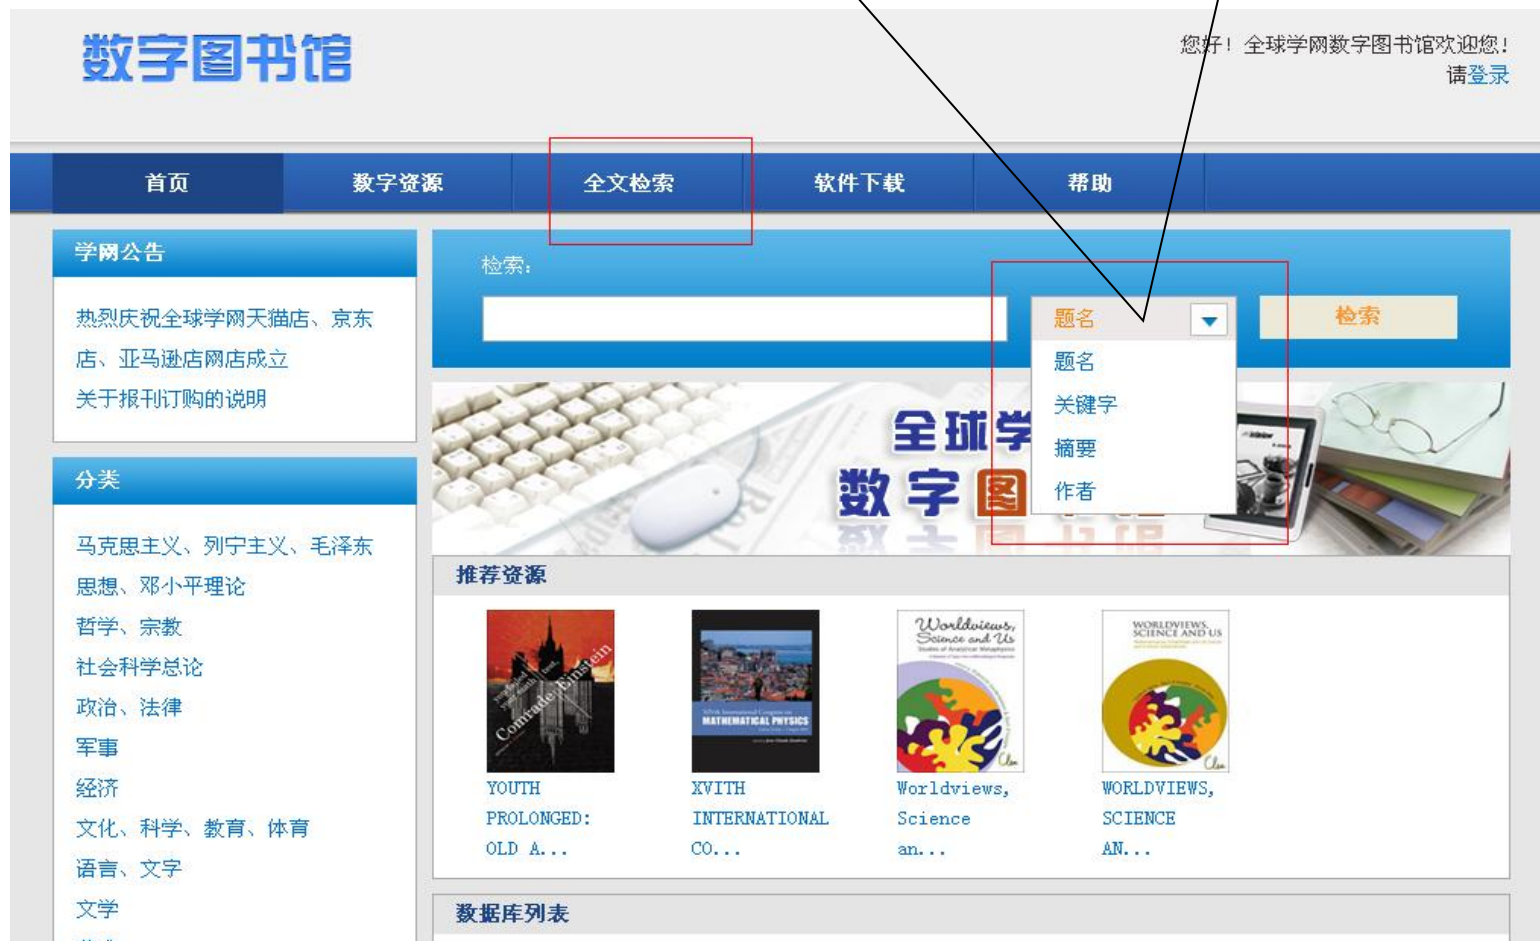 数字图书馆
您好！全球学网数字图书馆欢迎您！
请登录
首页
数字资源
全文检索
软件下载
帮助
学网公告
热烈庆祝全球学网天猫店、京东
店、亚马逊店网店成立
关于报刊订购的说明
检索：
题名
检索
题名
关键字
摘要
作者
全球学
数字图
分类
马克思主义、列宁主义、毛泽东
思想、邓小平理论
哲学、宗教
社会科学总论
政治、法律
军事
经济
文化、科学、教育、体育
语言、文字
文学
推荐资源
Comrade Einstein
MATHEMATICAL PHYSICS
Worldviews,
Science and Us
WORLDVIEWS,
SCIENCE AND US
YOUTH
PROLONGED:
OLD A...
XVITH
INTERNATIONAL
CO...
Worldviews,
Science
an...
WORLDVIEWS,
SCIENCE
AN...
数据库列表